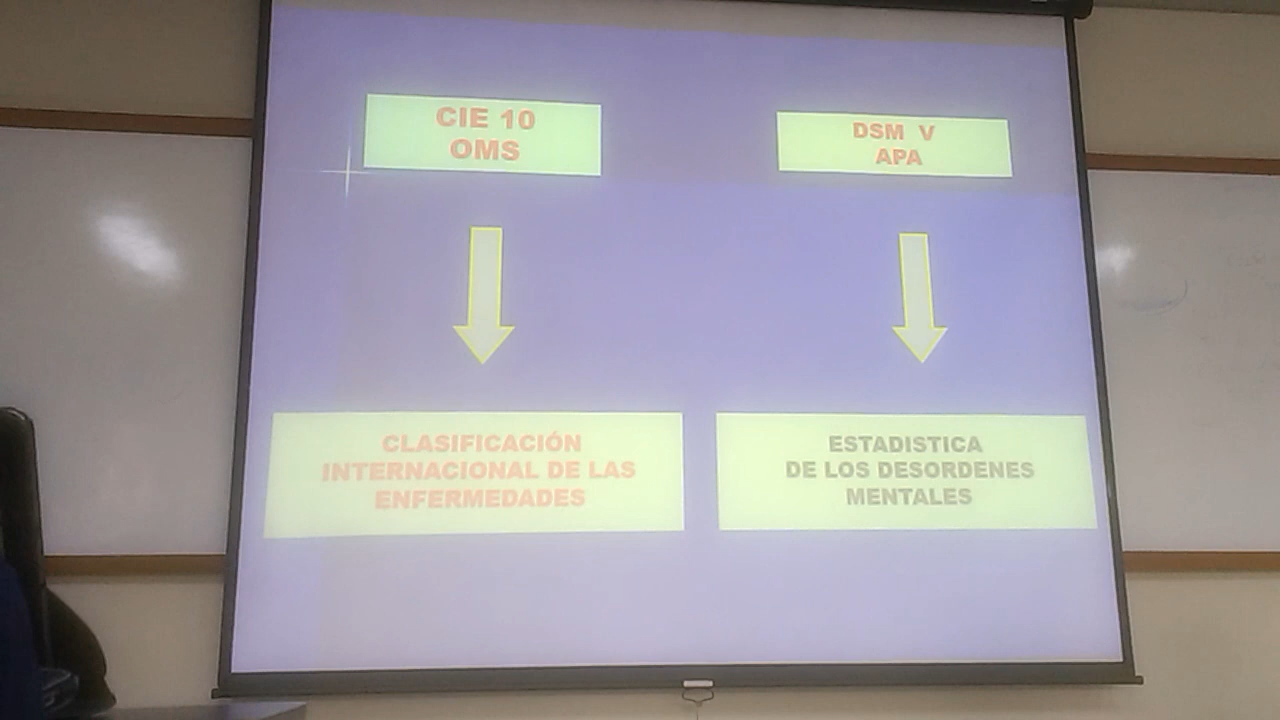 CIE 10
OMS
DSM V
APA
CLASIFICACIÓN
INTERNACIONAL DE LAS
ENFERMEDADES
ESTADISTICA
DE LOS DESORDENES
MENTALES